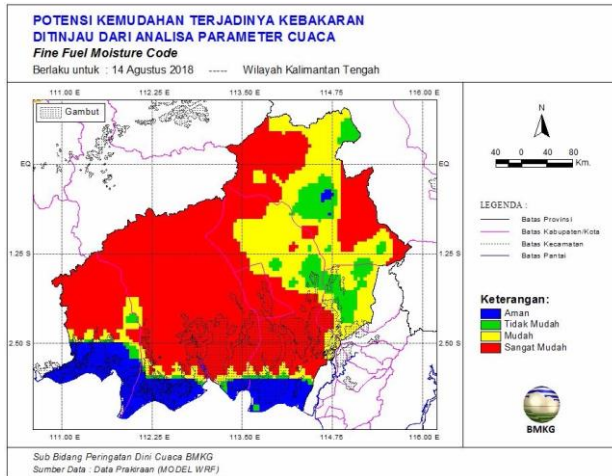 POTENSI KEMUDAHAN TERJADINYA KEBAKARAN
DITINJAU DARI ANALISA PARAMETER CUACA
Fine Fuel Moisture Code
Berlaku untuk : 14 Agustus 2018 ----- Wilayah Kalimantan Tengah
111.00 E 112.25 E 113.50 E 114.75 E 116.00 E
Gambut
N
EQ EQ
40 0 40 80 Km.
LEGENDA :
Batas Provinsi
Batas Kabupaten/Kota
Batas Kecamatan
Batas Pantai
1.25 S 1.25 S
Keterangan:
Aman
Tidak Mudah
Mudah
Sangat Mudah
2.50 S 2.50 S
BMKG
111.00 E 112.25 E 113.50 E 114.75 E 116.00 E
Sub Bidang Peringatan Dini Cuaca BMKG
Sumber Data : Data Prakiraan (MODEL WRF)